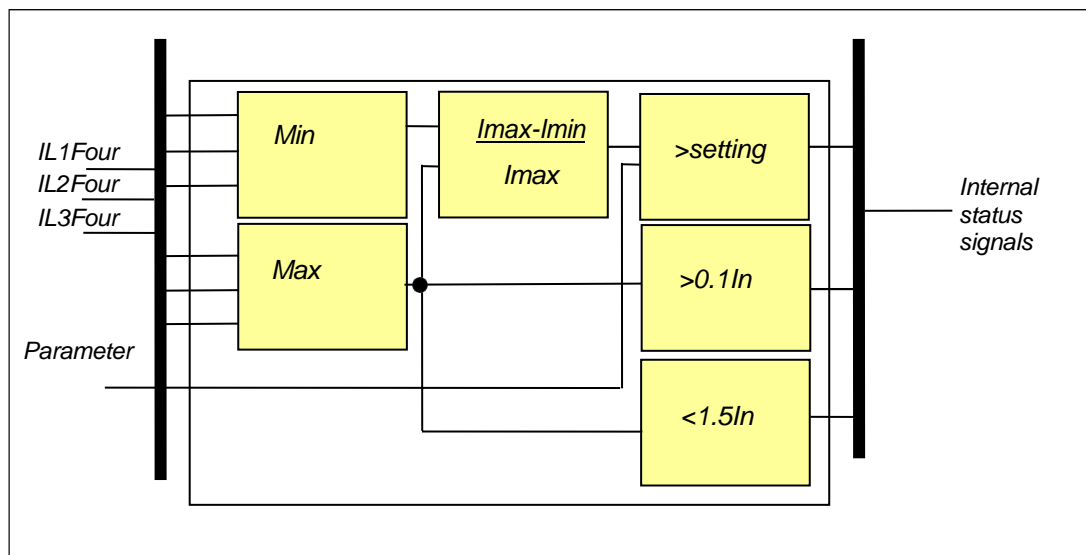 IL1Four
IL2Four
IL3Four
Parameter
Min
Max
Imax-Imin
Imax
>setting
>0.1In
<1.5In
Internal
status
signals